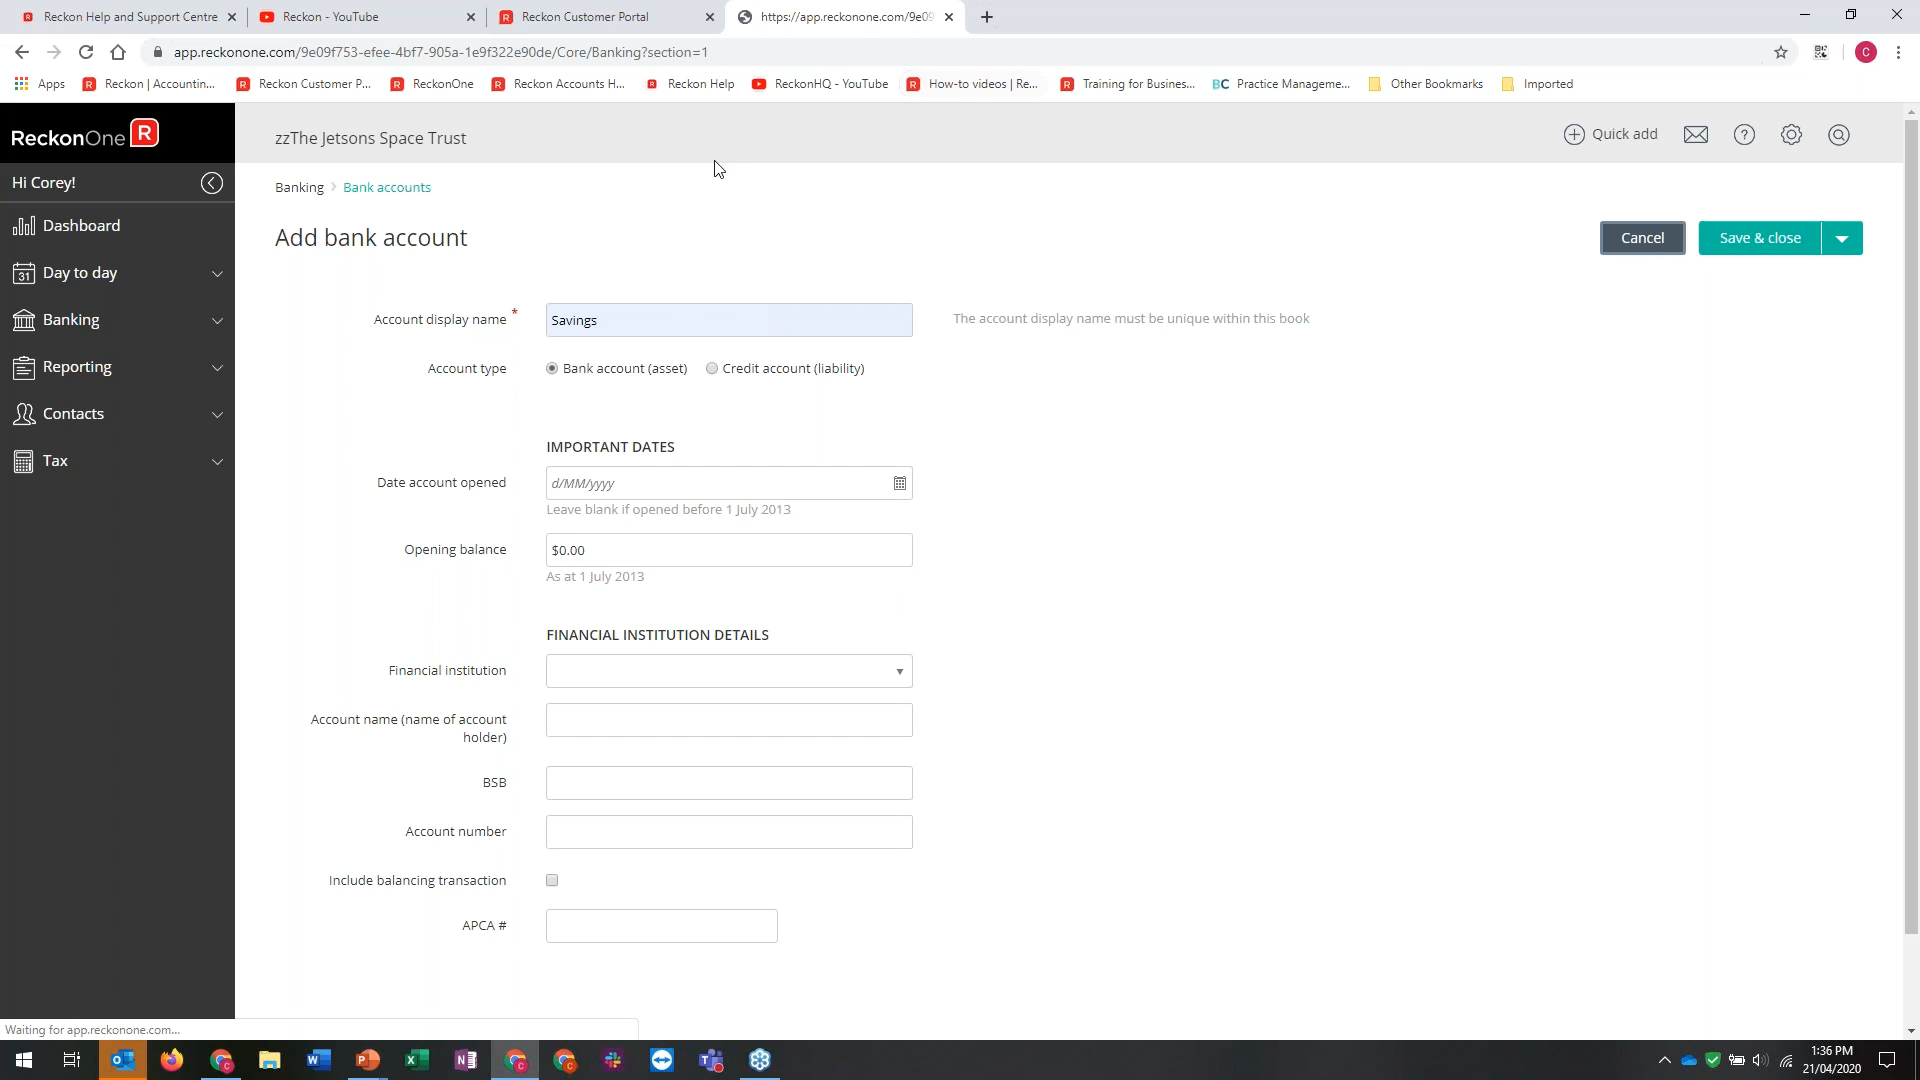 Reckon Help and Support Centre
Reckon - YouTube
Reckon Customer Portal
https://app.reckonone.com/9e09
app.reckonone.com/9e09f753-efee-4bf7-905a-1e9f322e90de/Core/Banking?section=1
Apps
Reckon | Accountin...
Reckon Customer P...
ReckonOne
Reckon Accounts H...
Reckon Help
ReckonHQ - YouTube
How-to videos | Re...
Training for Busines...
BC Practice Manageme...
Other Bookmarks
Imported
ReckonOne R
zzThe Jetsons Space Trust
Quick add
Hi Corey!
Banking > Bank accounts
Dashboard
Add bank account
Cancel
Save & close
31 Day to day
Banking
Reporting
Contacts
Tax
Account display name *
Savings
The account display name must be unique within this book
Account type
Bank account (asset)
Credit account (liability)
IMPORTANT DATES
Date account opened
d/MM/yyyy
Leave blank if opened before 1 July 2013
Opening balance
$0.00
As at 1 July 2013
FINANCIAL INSTITUTION DETAILS
Financial institution
Account name (name of account
holder)
BSB
Account number
Include balancing transaction
APCA #
Waiting for app.reckonone.com...
1:36 PM
21/04/2020